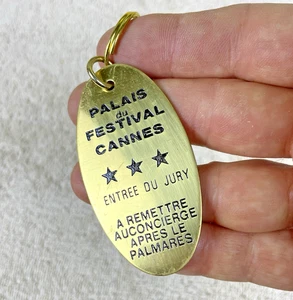 PALAIS
du
FESTIVAL
CANNES
ENTREE DU JURY
A REMETTRE
AUCONCIERGE
APRES LE
PALMARES